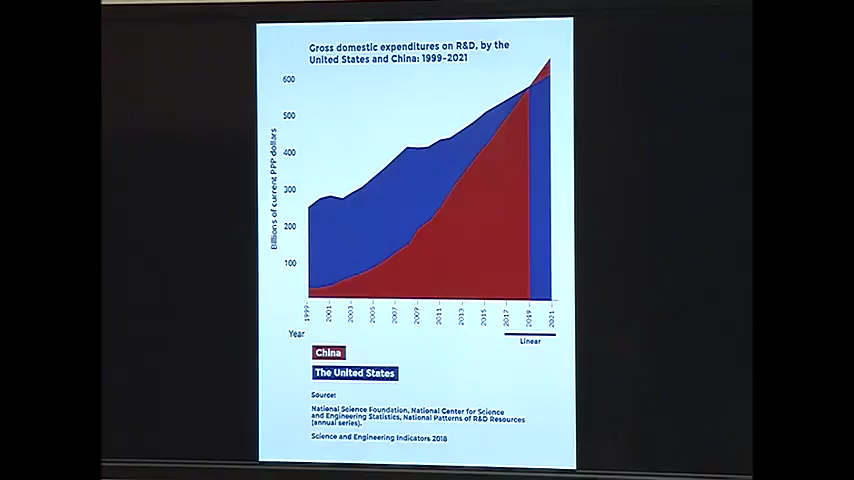 Gross domestic expenditures on R&D, by the
United States and China: 1999-2021
600
500
400
300
200
100
Billions of current PPP dollars
1999
2001
2003
2005
2007
2009
2011
2013
2015
2017
2019
2021
Year
Linear
China
The United States
Source:
National Science Foundation, National Center for Science
and Engineering Statistics, National Patterns of R&D Resources
(annual series).
Science and Engineering Indicators 2018